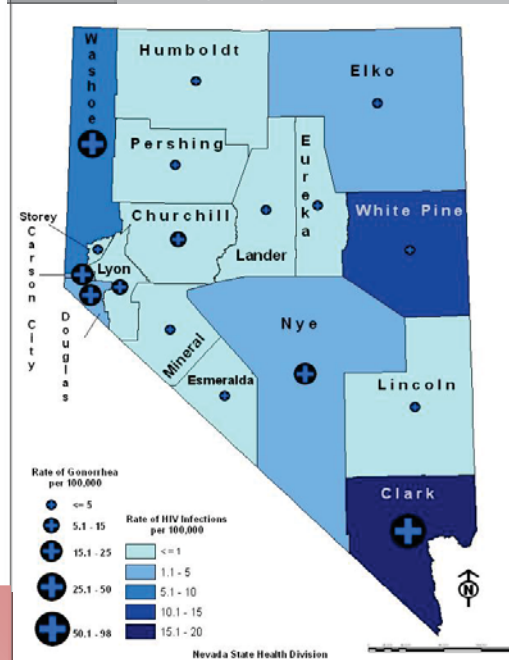 Washoe
Humboldt
Elko
Pershing
Eureka
Storey
Churchill
White Pine
Carson City
Lyon
Lander
Douglas
Nye
Mineral
Esmeralda
Lincoln
Clark
Rate of Gonorrhea
per 100,000
<= 5
5.1 - 15
15.1 - 25
25.1 - 50
50.1 - 98
Rate of HIV Infections
per 100,000
<= 1
1.1 - 5
5.1 - 10
10.1 - 15
15.1 - 20
N
Nevada State Health Division